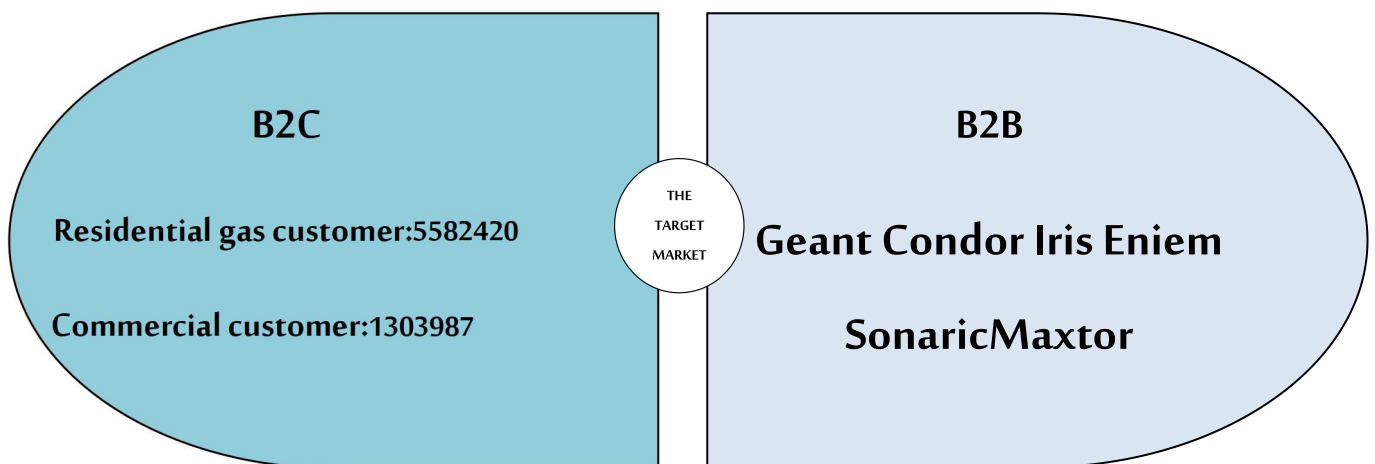 B2C
Residential gas customer:5582420
Commercial customer:1303987
THE
TARGET
MARKET
B2B
Geant Condor Iris Eniem
SonaricMaxtor